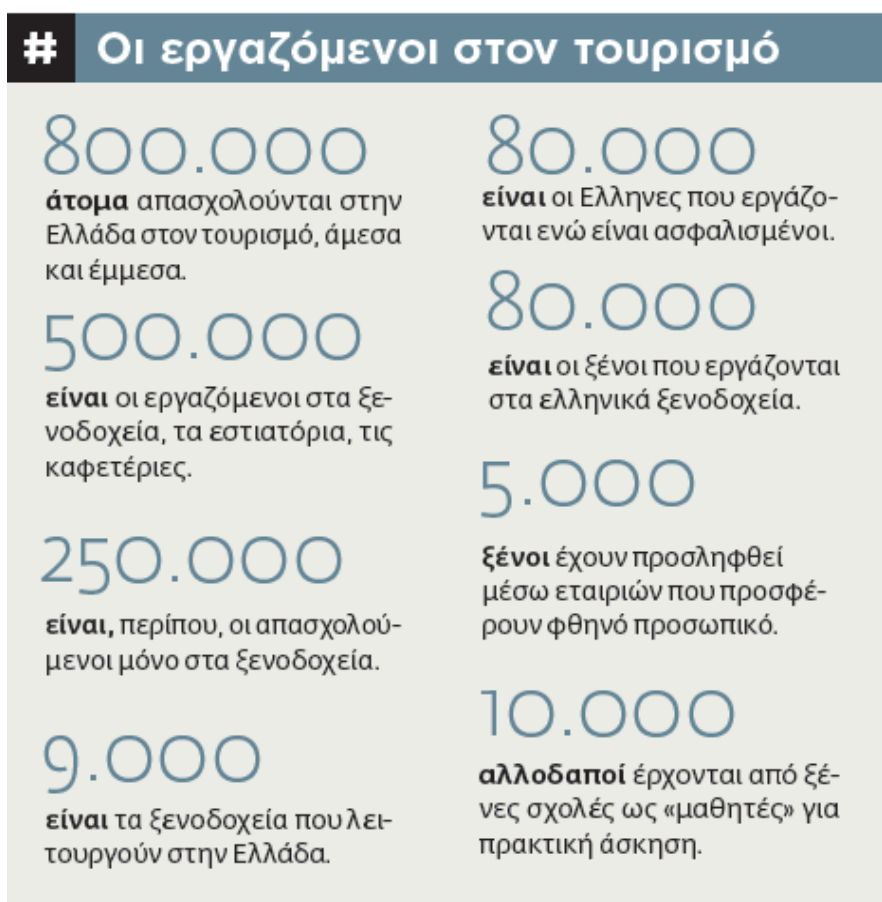 # Οι εργαζόμενοι στον τουρισμό
800.000
άτομα απασχολούνται στην
Ελλάδα στον τουρισμό, άμεσα
και έμμεσα.
500.000
είναι οι εργαζόμενοι στα ξε-
νοδοχεία, τα εστιατόρια, τις
καφετέριες.
250.000
είναι, περίπου, οι απασχολού-
μενοι μόνο στα ξενοδοχεία.
9.000
είναι τα ξενοδοχεία που λει-
τουργούν στην Ελλάδα.
80.000
είναι οι Ελληνες που εργάζο-
νται ενώ είναι ασφαλισμένοι.
80.000
είναι οι ξένοι που εργάζονται
στα ελληνικά ξενοδοχεία.
5.000
ξένοι έχουν προσληφθεί
μέσω εταιριών που προσφέ-
ρουν φθηνό προσωπικό.
10.000
αλλοδαποί έρχονται από ξέ-
νες σχολές ως «μαθητές» για
πρακτική άσκηση.